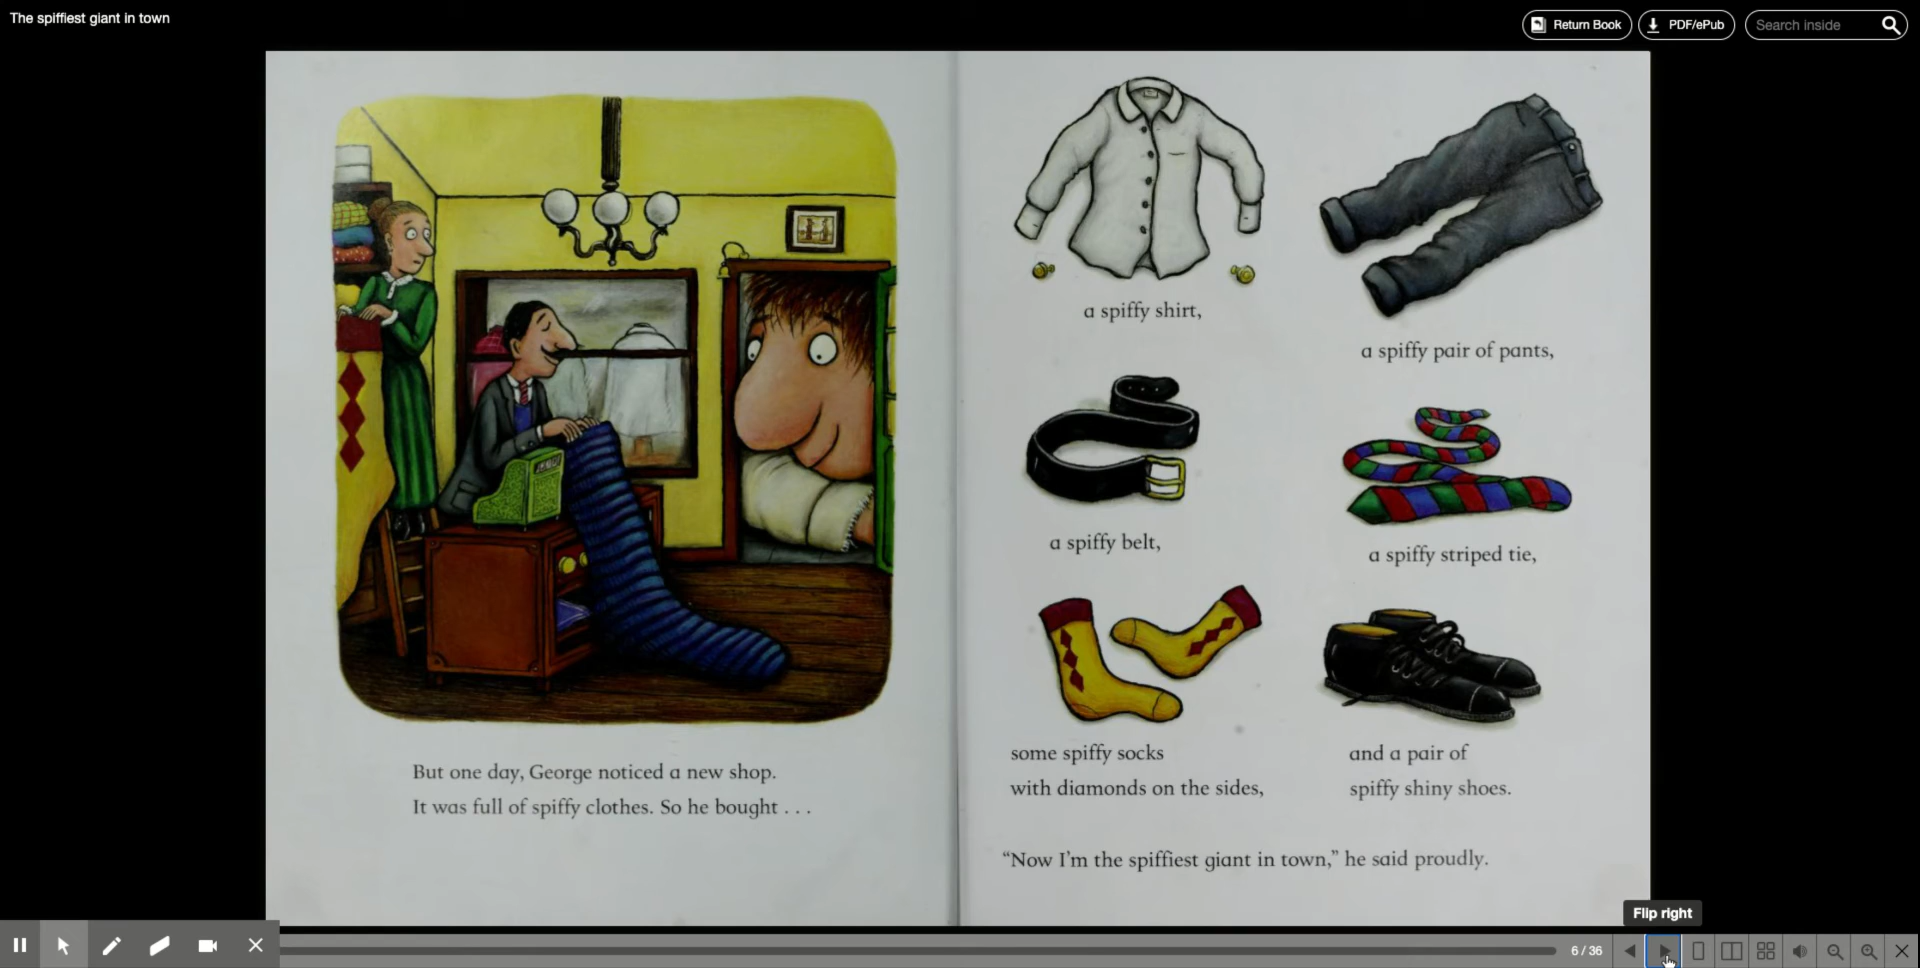 The spiffiest giant in town
Return Book
PDF/ePub
Search inside
But one day, George noticed a new shop.
It was full of spiffy clothes. So he bought . . .
a spiffy shirt,
a spiffy pair of pants,
a spiffy belt,
a spiffy striped tie,
some spiffy socks
with diamonds on the sides,
and a pair of
spiffy shiny shoes.
“Now I’m the spiffiest giant in town,” he said proudly.
Flip right
6 / 36